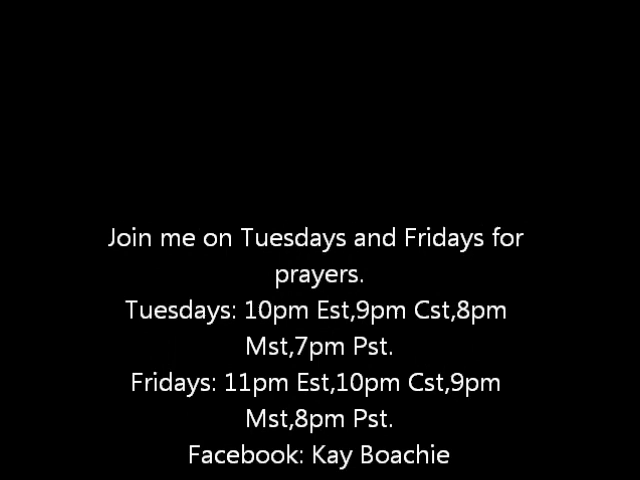 Join me on Tuesdays and Fridays for
prayers.
Tuesdays: 10pm Est,9pm Cst,8pm
Mst,7pm Pst.
Fridays: 11pm Est,10pm Cst,9pm
Mst,8pm Pst.
Facebook: Kay Boachie